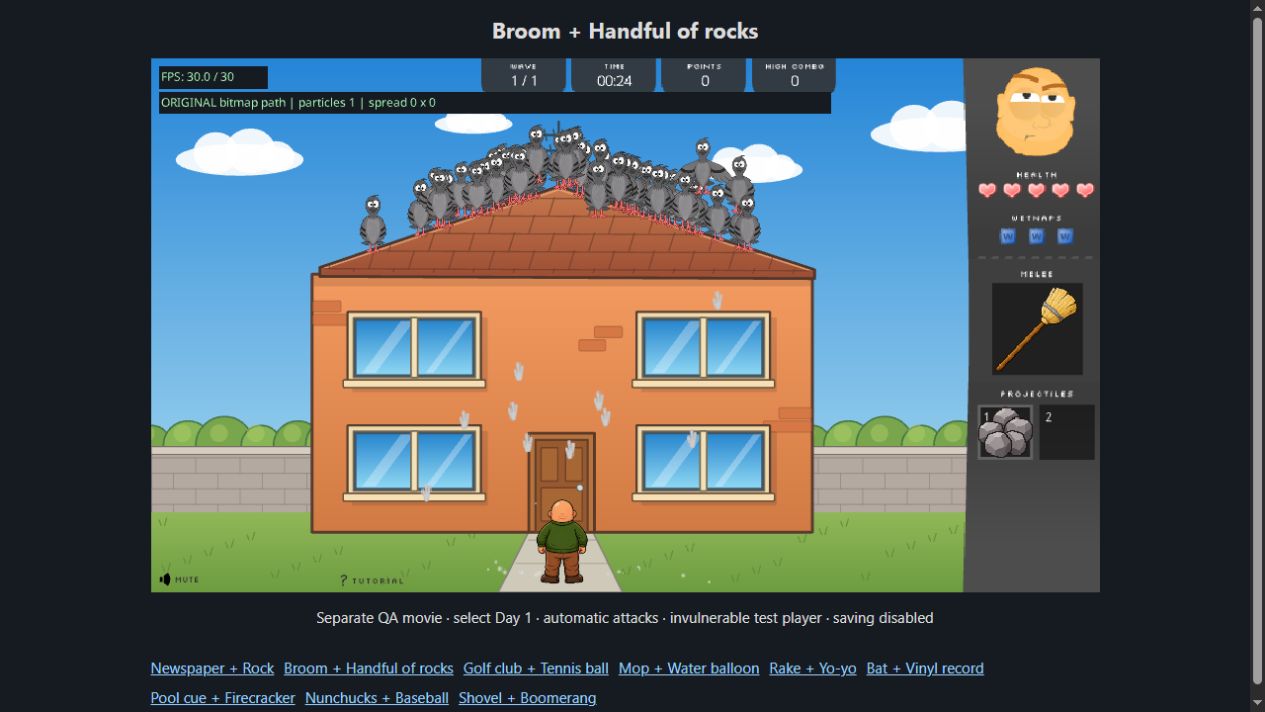 Broom + Handful of rocks
FPS: 30.0 / 30
WAVE
1 / 1
TIME
00:24
POINTS
0
HIGH COMBO
0
ORIGINAL bitmap path | particles 1 | spread 0 x 0
HEALTH
WETNAPS
W W W
MELEE
PROJECTILES
1 2
MUTE
? TUTORIAL
Separate QA movie · select Day 1 · automatic attacks · invulnerable test player · saving disabled
Newspaper + Rock Broom + Handful of rocks Golf club + Tennis ball Mop + Water balloon Rake + Yo-yo Bat + Vinyl record
Pool cue + Firecracker Nunchucks + Baseball Shovel + Boomerang